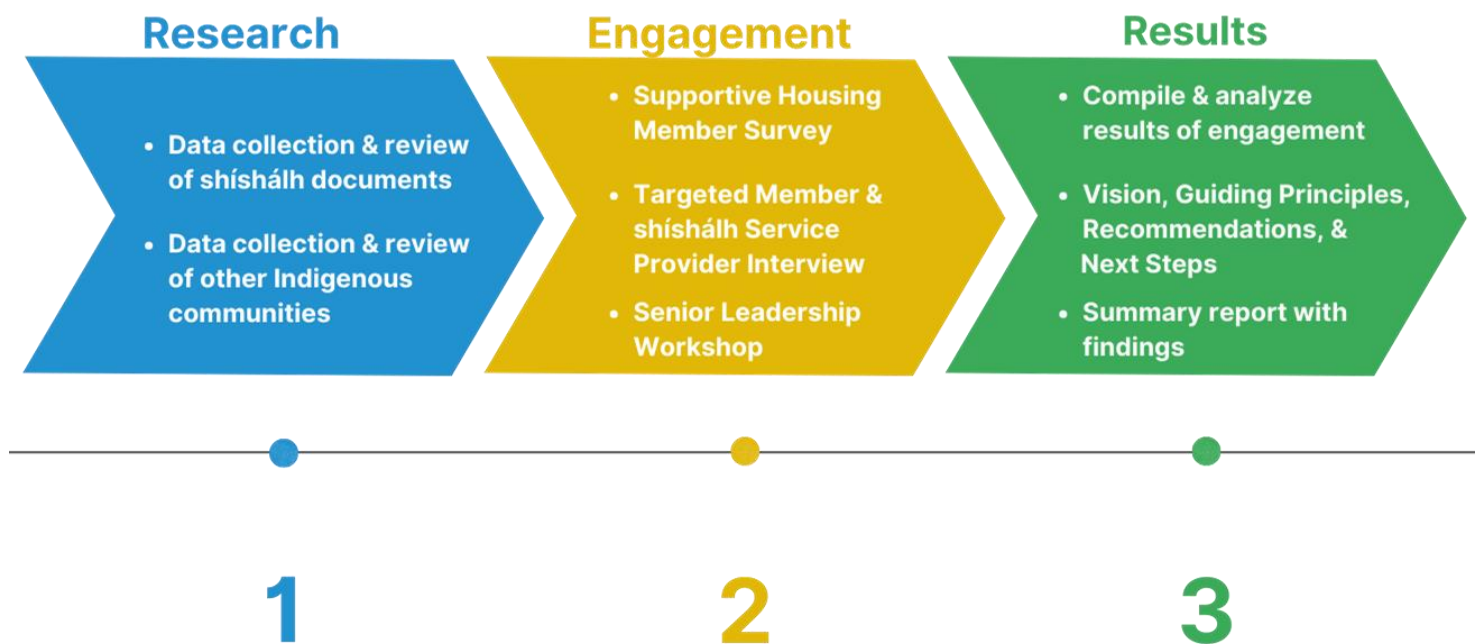 Research
• Data collection & review
of shíshálh documents
• Data collection & review
of other Indigenous
communities
Engagement
• Supportive Housing
Member Survey
• Targeted Member &
shíshálh Service
Provider Interview
• Senior Leadership
Workshop
Results
• Compile & analyze
results of engagement
• Vision, Guiding Principles,
Recommendations, &
Next Steps
• Summary report with
findings
1
2
3